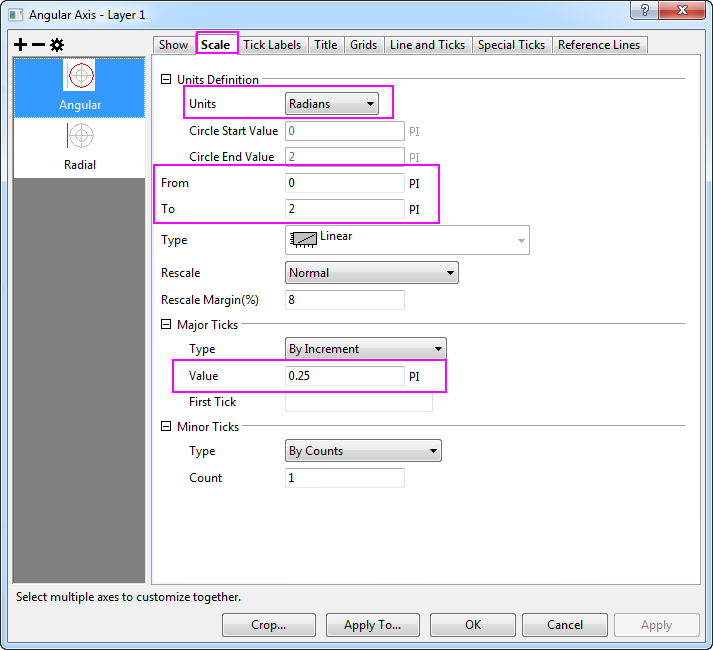 Angular Axis - Layer 1
?
Show Scale Tick Labels Title Grids Line and Ticks Special Ticks Reference Lines
Angular
Radial
Units Definition
Units Radians
Circle Start Value 0 PI
Circle End Value 2 PI
From 0 PI
To 2 PI
Type Linear
Rescale Normal
Rescale Margin(%) 8
Major Ticks
Type By Increment
Value 0.25 PI
First Tick
Minor Ticks
Type By Counts
Count 1
Select multiple axes to customize together.
Crop... Apply To... OK Cancel Apply